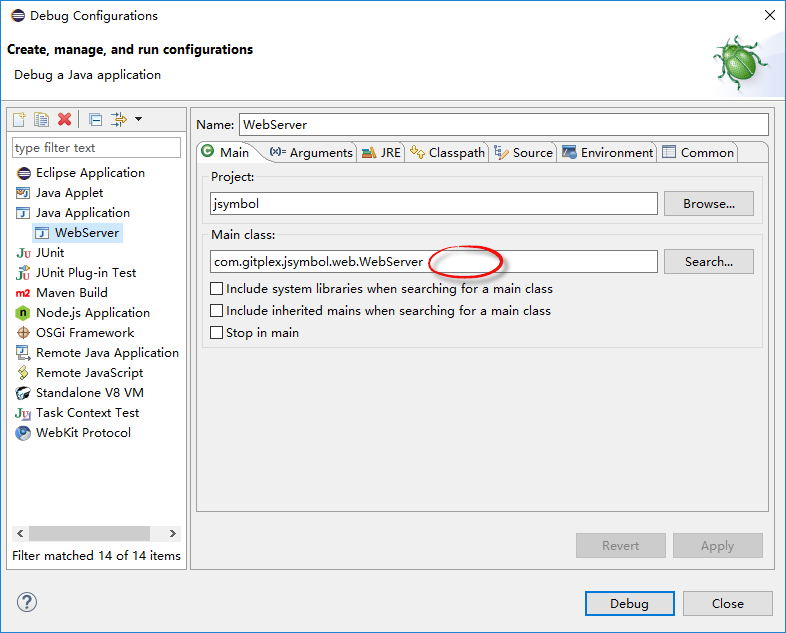 Debug Configurations
Create, manage, and run configurations
Debug a Java application
type filter text
Eclipse Application
Java Applet
Java Application
WebServer
JUnit
JUnit Plug-in Test
Maven Build
Node.js Application
OSGi Framework
Remote Java Application
Remote JavaScript
Standalone V8 VM
Task Context Test
WebKit Protocol
Filter matched 14 of 14 items
Name: WebServer
Main (x)= Arguments JRE Classpath Source Environment Common
Project:
jsymbol Browse...
Main class:
com.gitplex.jsymbol.web.WebServer Search...
Include system libraries when searching for a main class
Include inherited mains when searching for a main class
Stop in main
Revert Apply
? Debug Close